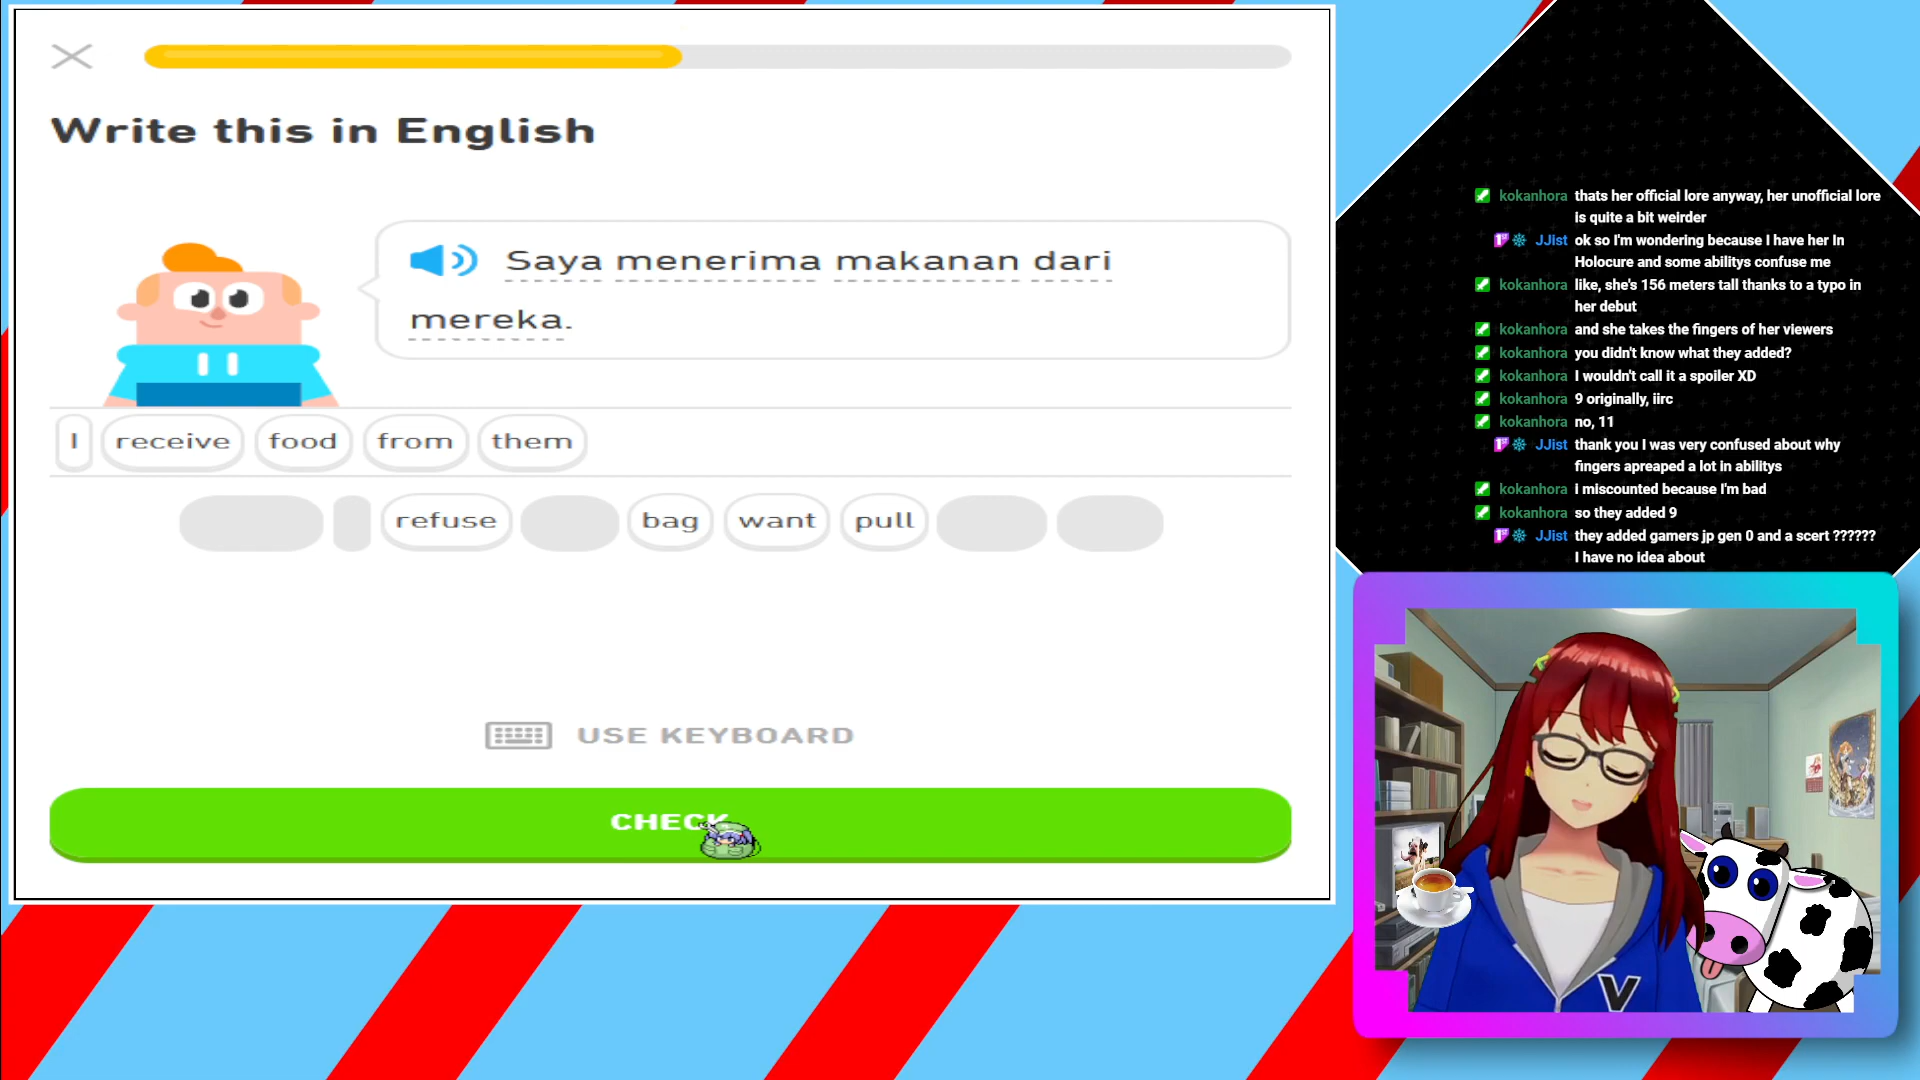 Write this in English
Saya menerima makanan dari
mereka.
I receive food from them
refuse bag want pull
USE KEYBOARD
CHECK
kokanhora thats her official lore anyway, her unofficial lore
is quite a bit weirder
JJist ok so I'm wondering because I have her In
Holocure and some abilitys confuse me
kokanhora like, she's 156 meters tall thanks to a typo in
her debut
kokanhora and she takes the fingers of her viewers
kokanhora you didn't know what they added?
kokanhora I wouldn't call it a spoiler XD
kokanhora 9 originally, iirc
kokanhora no, 11
JJist thank you I was very confused about why
fingers apreaped a lot in abilitys
kokanhora i miscounted because I'm bad
kokanhora so they added 9
JJist they added gamers jp gen 0 and a scert ??????
I have no idea about
V